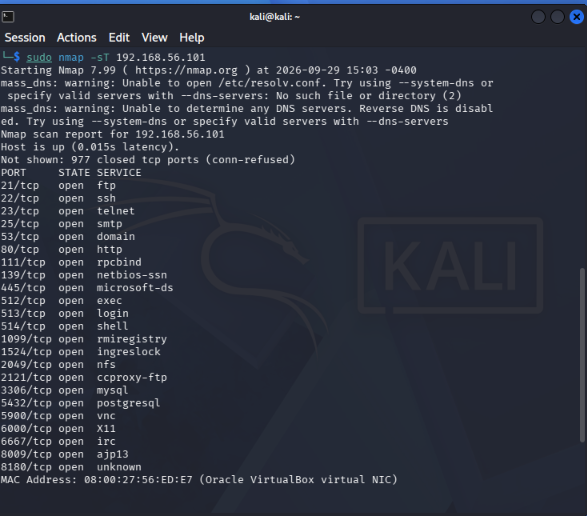 kali@kali: ~
Session Actions Edit View Help
└─$ sudo nmap -sT 192.168.56.101
Starting Nmap 7.99 ( https://nmap.org ) at 2026-09-29 15:03 -0400
mass_dns: warning: Unable to open /etc/resolv.conf. Try using --system-dns or
 specify valid servers with --dns-servers: No such file or directory (2)
mass_dns: warning: Unable to determine any DNS servers. Reverse DNS is disabl
ed. Try using --system-dns or specify valid servers with --dns-servers
Nmap scan report for 192.168.56.101
Host is up (0.015s latency).
Not shown: 977 closed tcp ports (conn-refused)
PORT     STATE SERVICE
21/tcp   open  ftp
22/tcp   open  ssh
23/tcp   open  telnet
25/tcp   open  smtp
53/tcp   open  domain
80/tcp   open  http
111/tcp  open  rpcbind
139/tcp  open  netbios-ssn
445/tcp  open  microsoft-ds
512/tcp  open  exec
513/tcp  open  login
514/tcp  open  shell
1099/tcp open  rmiregistry
1524/tcp open  ingreslock
2049/tcp open  nfs
2121/tcp open  ccproxy-ftp
3306/tcp open  mysql
5432/tcp open  postgresql
5900/tcp open  vnc
6000/tcp open  X11
6667/tcp open  irc
8009/tcp open  ajp13
8180/tcp open  unknown
MAC Address: 08:00:27:56:ED:E7 (Oracle VirtualBox virtual NIC)
KALI